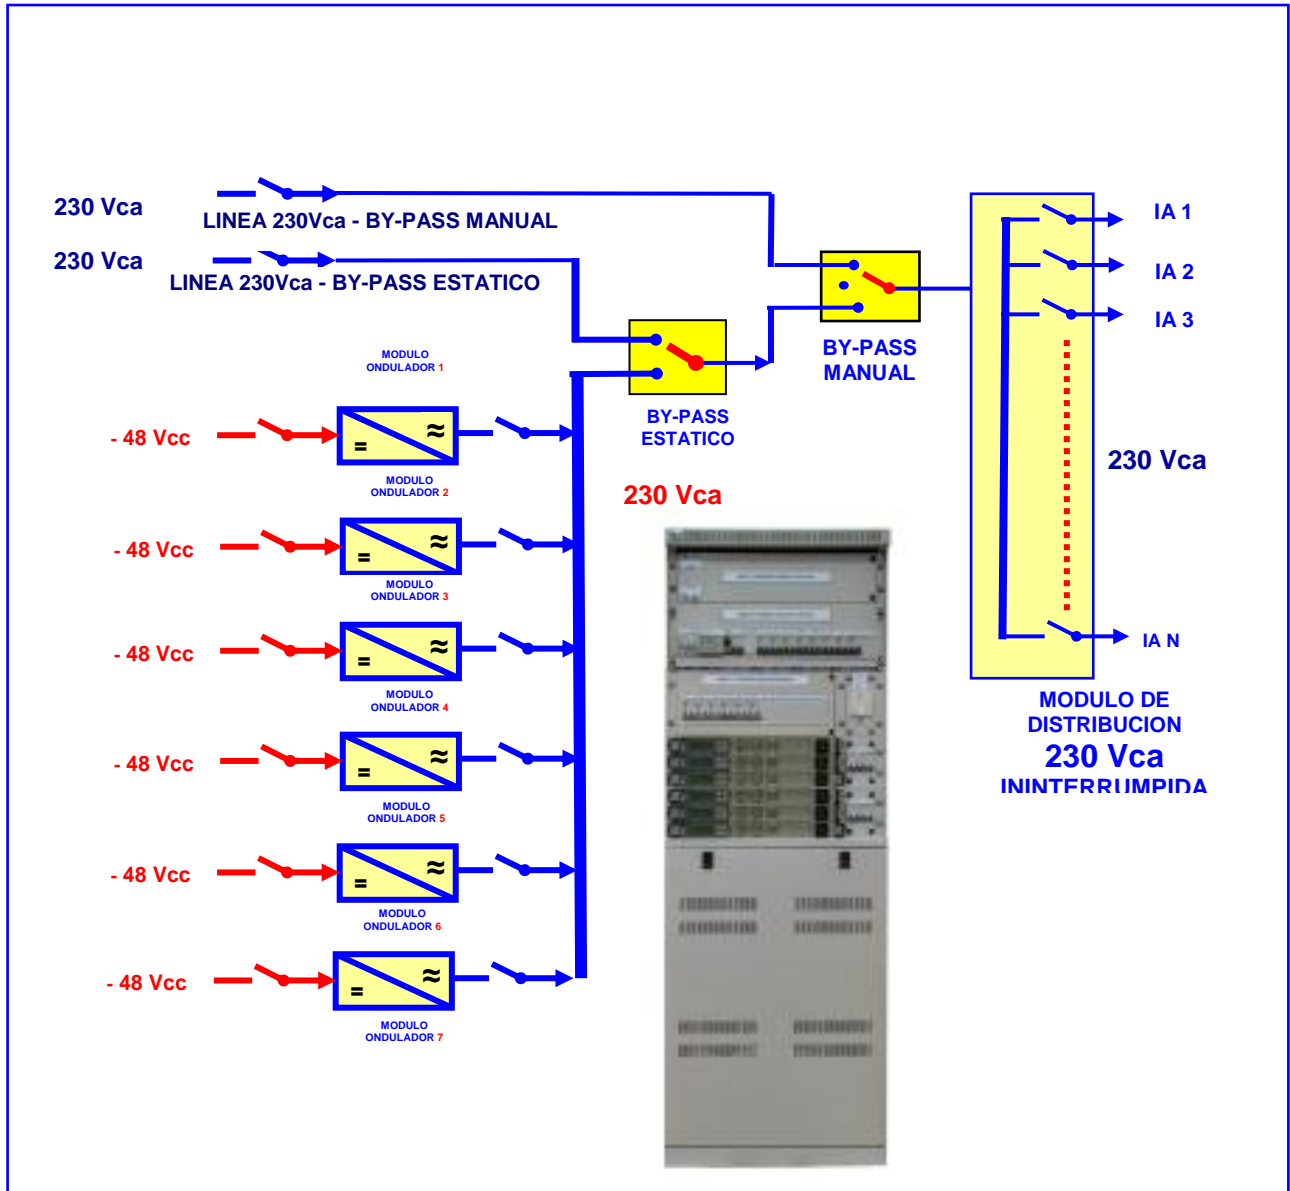 230 Vca
LINEA 230Vca - BY-PASS MANUAL
230 Vca
LINEA 230Vca - BY-PASS ESTATICO
IA 1
IA 2
IA 3
BY-PASS
MANUAL
MODULO
ONDULADOR 1
BY-PASS
ESTATICO
- 48 Vcc
=
≈
230 Vca
MODULO
ONDULADOR 2
230 Vca
- 48 Vcc
=
≈
MODULO
ONDULADOR 3
- 48 Vcc
=
≈
IA N
MODULO
ONDULADOR 4
MODULO DE
DISTRIBUCION
230 Vca
ININTERRUMPIDA
- 48 Vcc
=
≈
MODULO
ONDULADOR 5
- 48 Vcc
=
≈
MODULO
ONDULADOR 6
- 48 Vcc
=
≈
MODULO
ONDULADOR 7